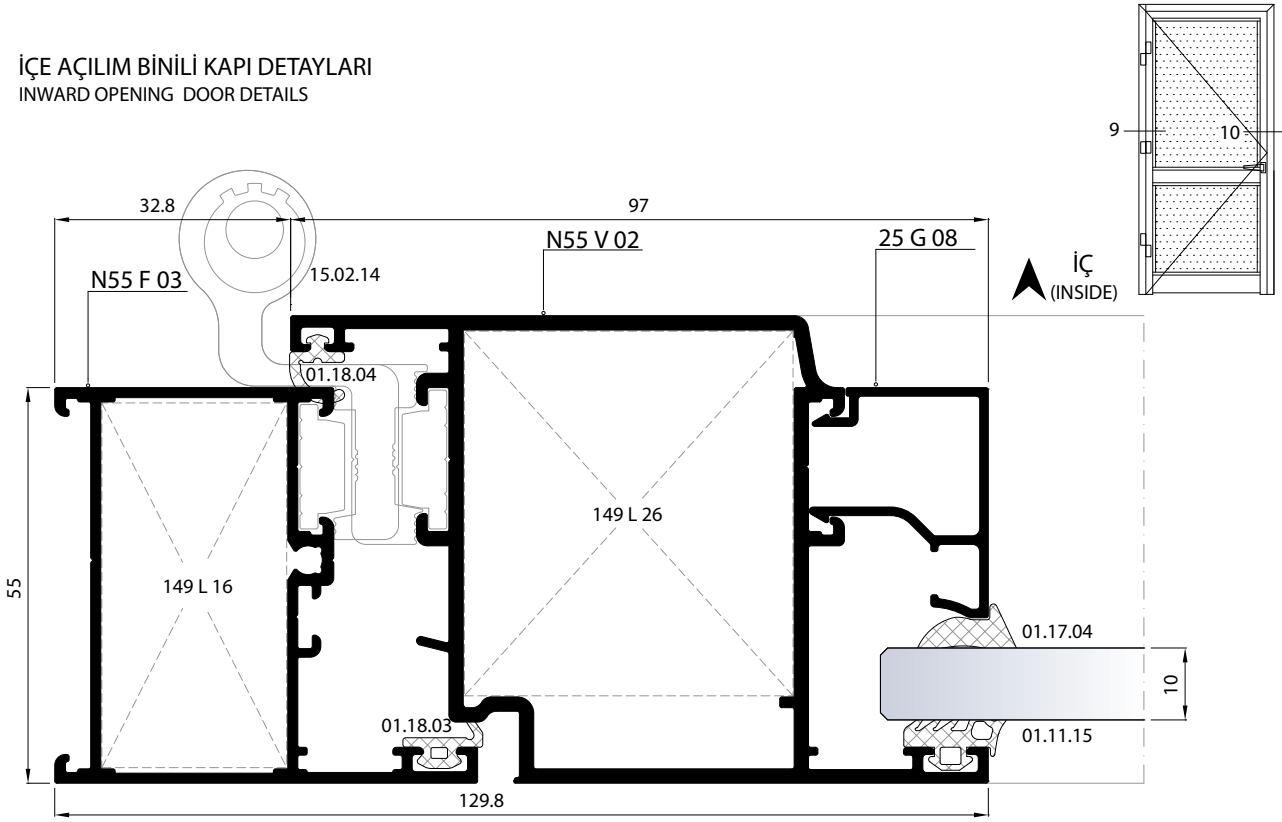 İÇE AÇILIM BİNİLİ KAPI DETAYLARI
INWARD OPENING DOOR DETAILS
9
10
32.8
97
N55 F 03
15.02.14
N55 V 02
25 G 08
İÇ
(INSIDE)
01.18.04
149 L 26
149 L 16
55
01.17.04
10
01.18.03
01.11.15
129.8